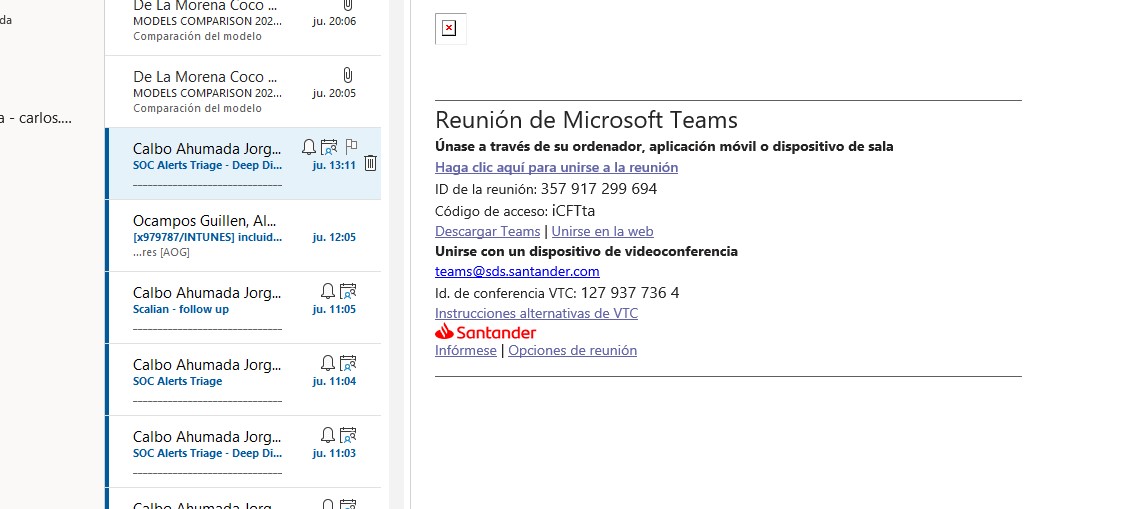 da
a - carlos....
De La Morena Coco ...
MODELS COMPARISON 202... ju. 20:06
Comparación del modelo
De La Morena Coco ...
MODELS COMPARISON 202... ju. 20:05
Comparación del modelo
Calbo Ahumada Jorg...
SOC Alerts Triage - Deep Di... ju. 13:11
________________________________
Ocampos Guillen, Al...
[x979787/INTUNES] includ... ju. 12:05
...res [AOG]
Calbo Ahumada Jorg...
Scalian - follow up ju. 11:05
________________________________
Calbo Ahumada Jorg...
SOC Alerts Triage ju. 11:04
________________________________
Calbo Ahumada Jorg...
SOC Alerts Triage - Deep Di... ju. 11:03
________________________________
Calbo Ahumada Jorg...
Reunión de Microsoft Teams
Únase a través de su ordenador, aplicación móvil o dispositivo de sala
Haga clic aquí para unirse a la reunión
ID de la reunión: 357 917 299 694
Código de acceso: iCFTta
Descargar Teams | Unirse en la web
Unirse con un dispositivo de videoconferencia
teams@sds.santander.com
Id. de conferencia VTC: 127 937 736 4
Instrucciones alternativas de VTC
Santander
Infórmese | Opciones de reunión